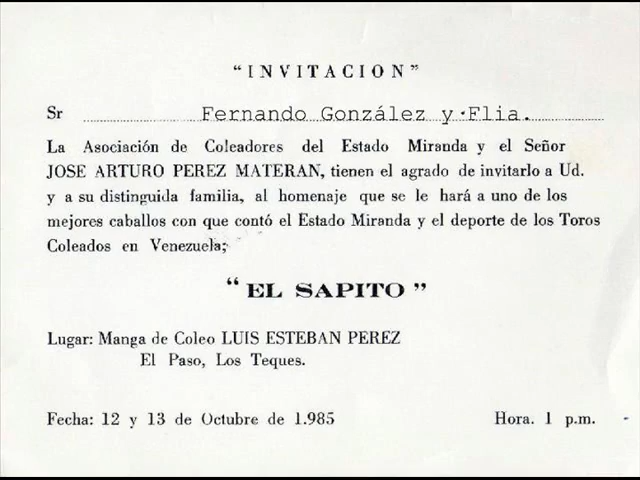 "INVITACION"
Sr Fernando González y Flia.
La Asociación de Coleadores del Estado Miranda y el Señor
JOSE ARTURO PEREZ MATERAN, tienen el agrado de invitarlo a Ud.
y a su distinguida familia, al homenaje que se le hará a uno de los
mejores caballos con que contó el Estado Miranda y el deporte de los Toros
Coleados en Venezuela;
"EL SAPITO"
Lugar: Manga de Coleo LUIS ESTEBAN PEREZ
El Paso, Los Teques.
Fecha: 12 y 13 de Octubre de 1.985 Hora. 1 p.m.